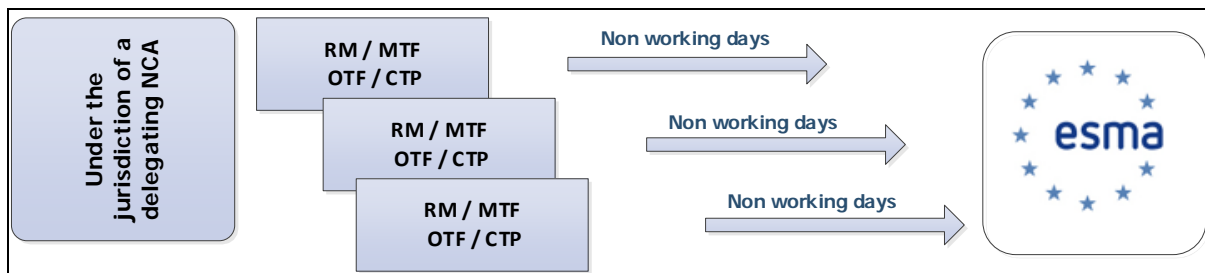 Under the
jurisdiction of a
delegating NCA
RM / MTF
OTF / CTP
RM / MTF
OTF / CTP
RM / MTF
OTF / CTP
Non working days
Non working days
Non working days
esma